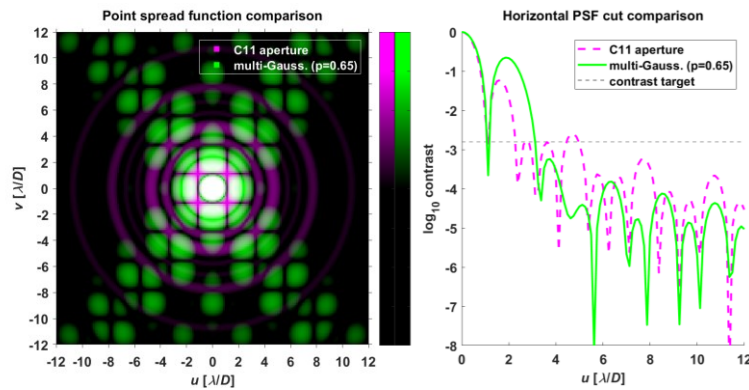 Point spread function comparison
C11 aperture
multi-Gauss. (p=0.65)
12
10
8
6
4
2
0
-2
-4
-6
-8
-10
-12
v [λ/D]
-12 -10 -8 -6 -4 -2 0 2 4 6 8 10 12
u [λ/D]
Horizontal PSF cut comparison
C11 aperture
multi-Gauss. (p=0.65)
contrast target
0
-1
-2
-3
-4
-5
-6
-7
-8
log10 contrast
0 2 4 6 8 10 12
u [λ/D]